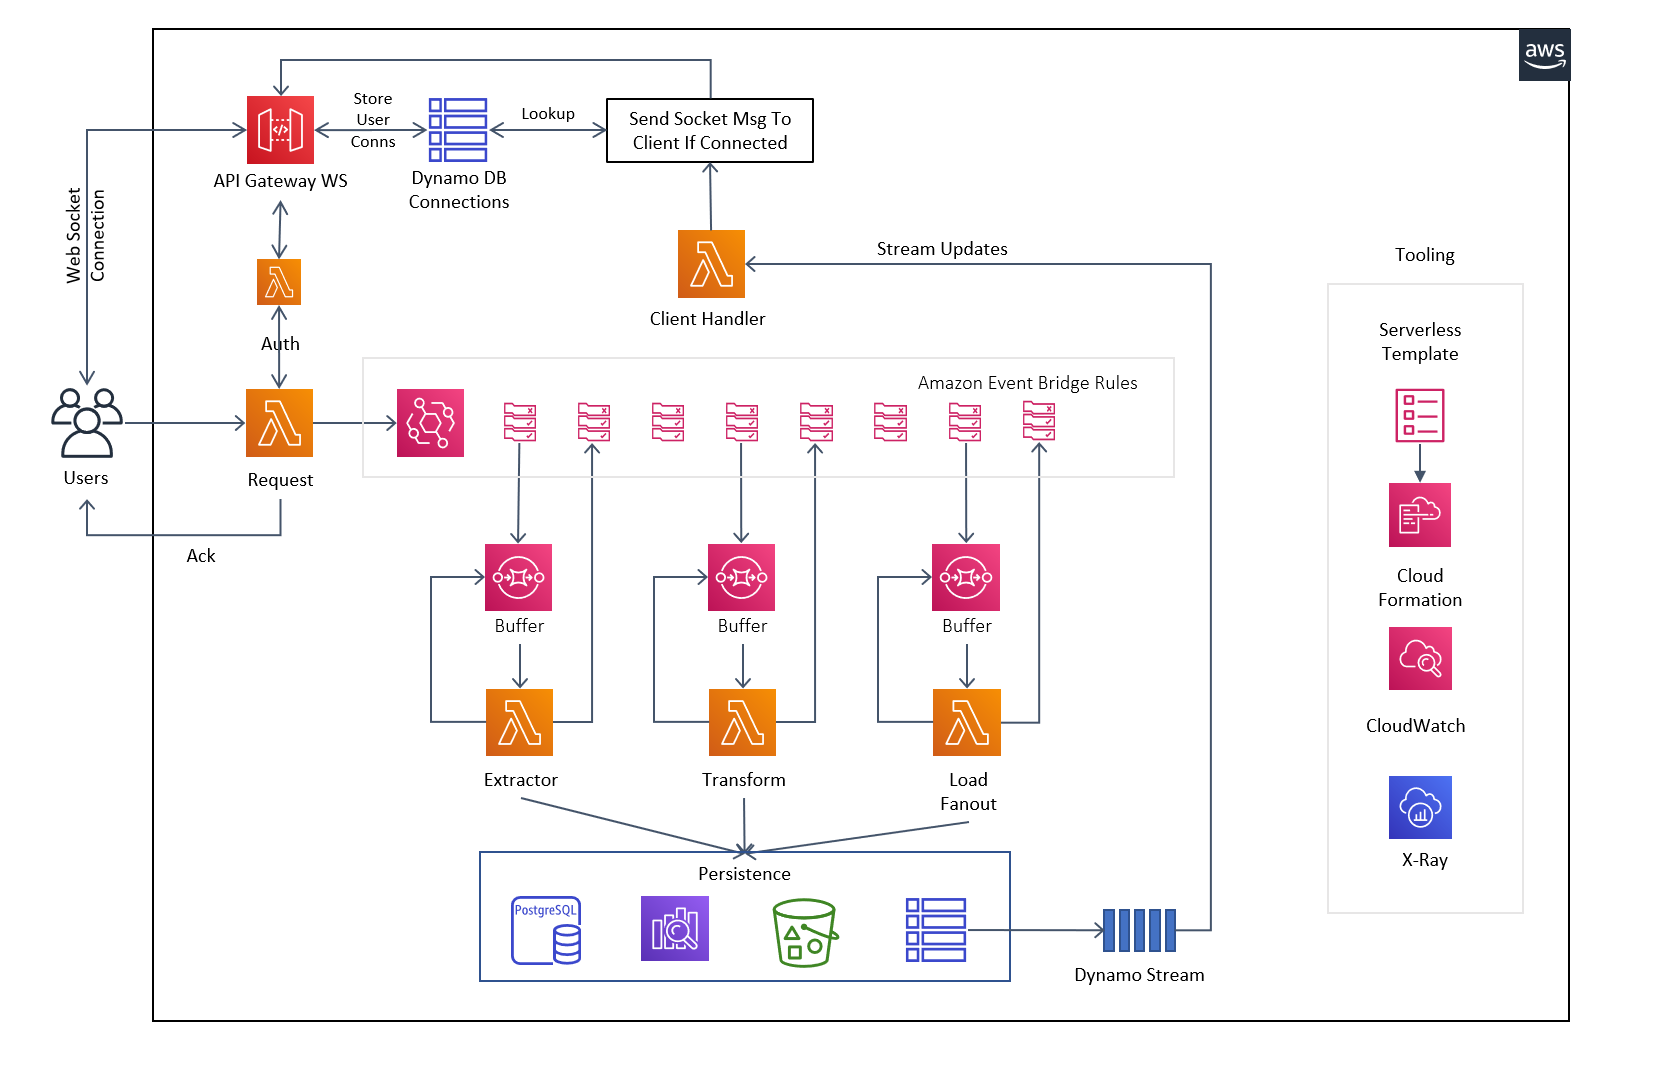 aws
Store
User
Conns
Lookup
Send Socket Msg To
Client If Connected
API Gateway WS
Dynamo DB
Connections
Web Socket
Connection
Stream Updates
Tooling
Client Handler
Auth
Serverless
Template
Amazon Event Bridge Rules
Users
Request
Ack
Cloud
Formation
Buffer
Buffer
Buffer
CloudWatch
Extractor
Transform
Load
Fanout
X-Ray
Persistence
PostgreSQL
Dynamo Stream